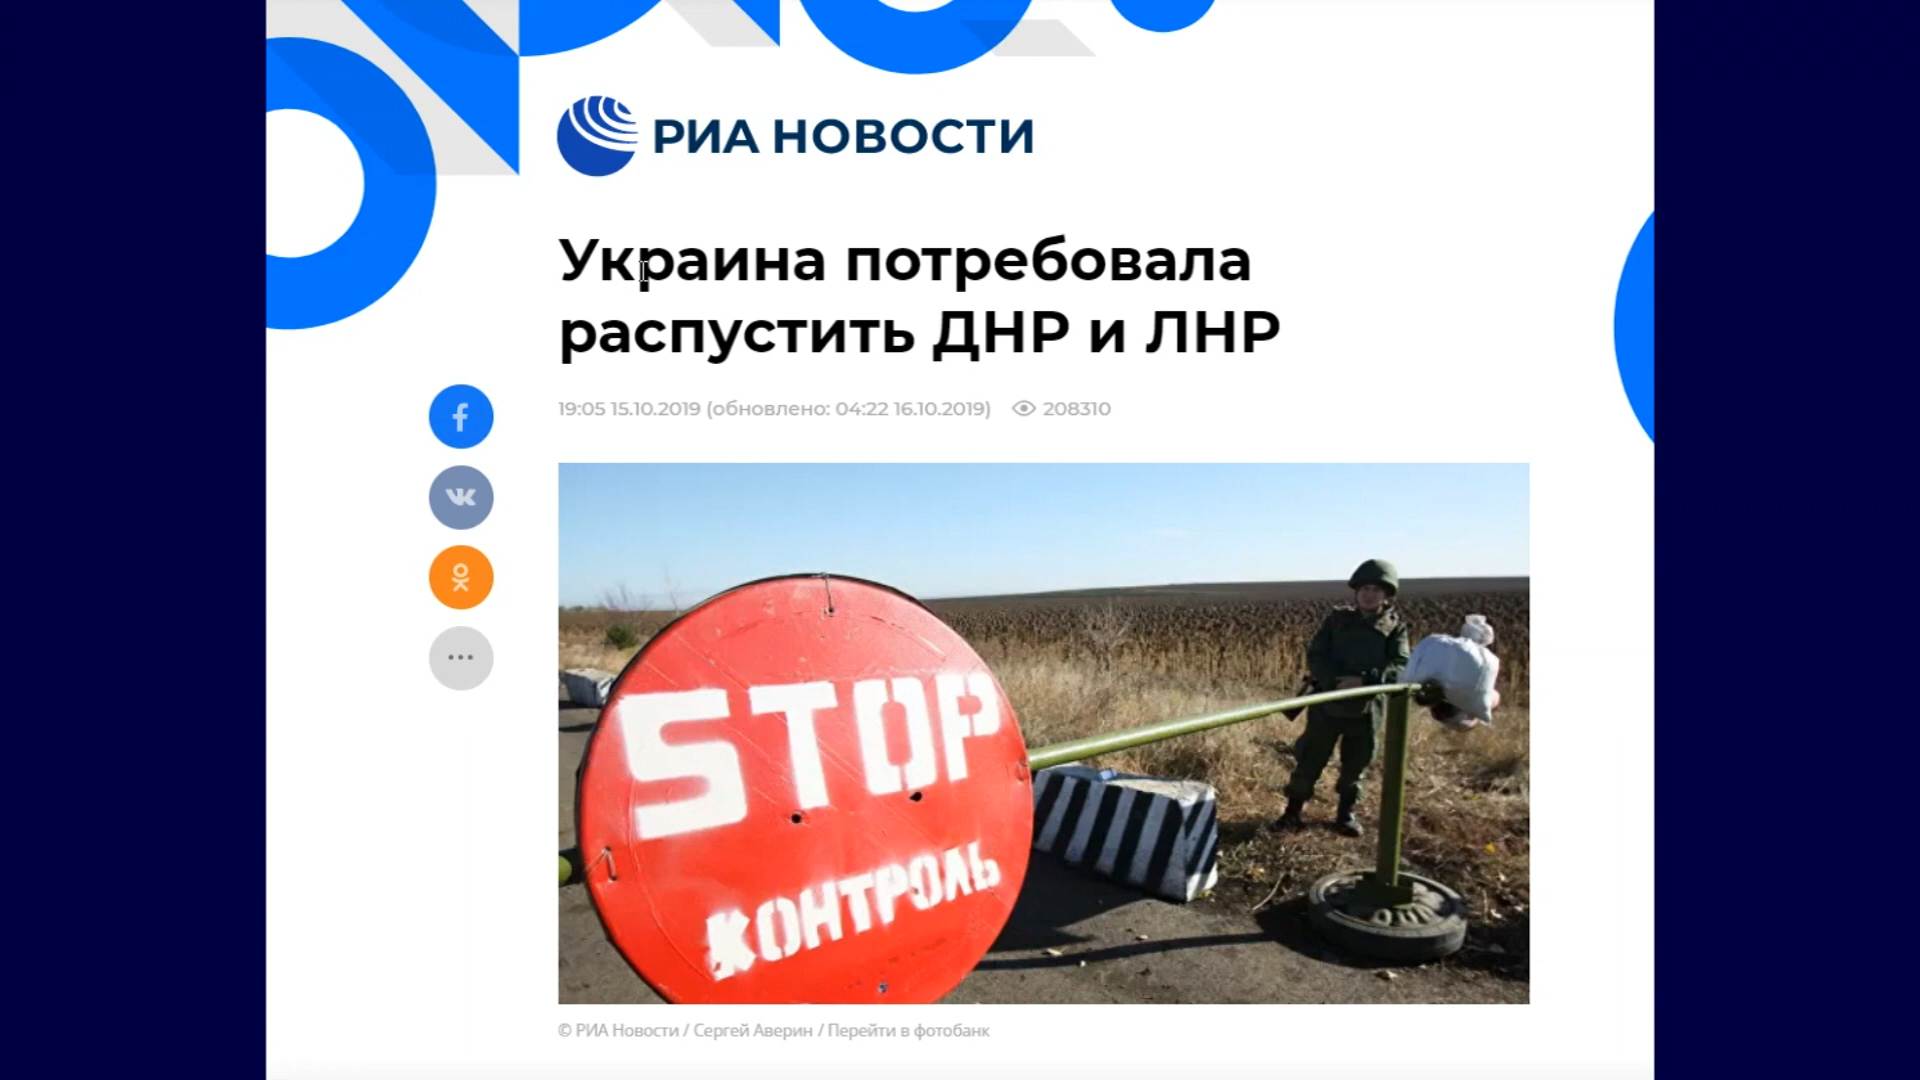 РИА НОВОСТИ
Украина потребовала
распустить ДНР и ЛНР
19:05 15.10.2019 (обновлено: 04:22 16.10.2019) 208310
STOP
КОНТРОЛЬ
© РИА Новости / Сергей Аверин / Перейти в фотобанк